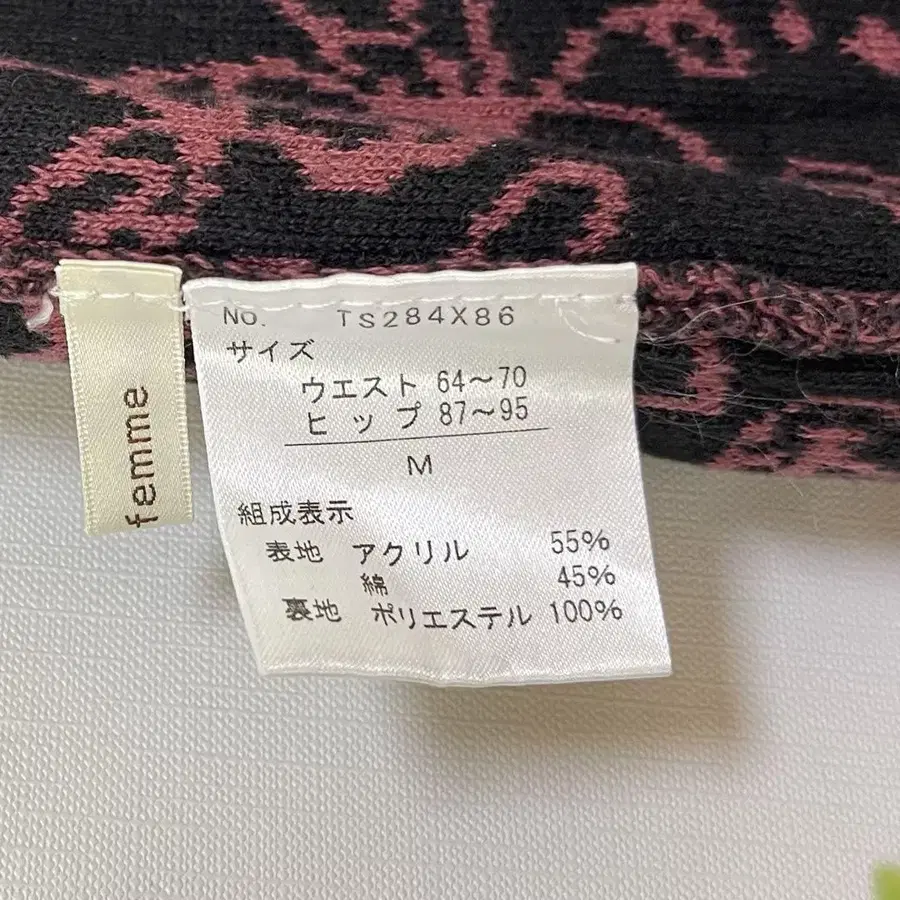 femme
No. TS284X86
サイズ
ウエスト 64〜70
ヒップ 87〜95
M
組成表示
表地 アクリル 55%
綿 45%
裏地 ポリエステル 100%